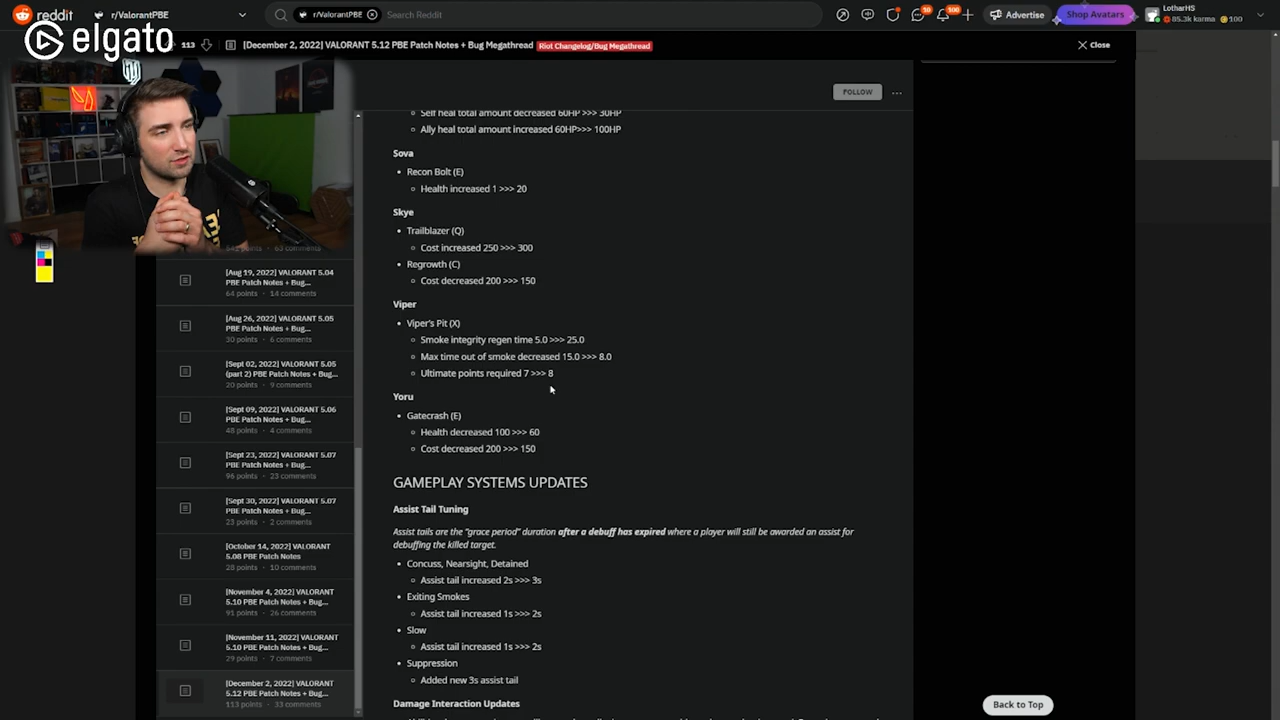 reddit
r/ValorantPBE
r/ValorantPBE
Search Reddit
10
100
Advertise
Shop Avatars
LotharHS
85.3k karma
100
elgato
113
[December 2, 2022] VALORANT 5.12 PBE Patch Notes + Bug Megathread
Riot Changelog/Bug Megathread
Close
FOLLOW
Self heal total amount decreased 60HP >>> 30HP
Ally heal total amount increased 60HP>>> 100HP
Sova
Recon Bolt (E)
Health increased 1 >>> 20
Skye
Trailblazer (Q)
Cost increased 250 >>> 300
Regrowth (C)
Cost decreased 200 >>> 150
Viper
Viper's Pit (X)
Smoke integrity regen time 5.0 >>> 25.0
Max time out of smoke decreased 15.0 >>> 8.0
Ultimate points required 7 >>> 8
Yoru
Gatecrash (E)
Health decreased 100 >>> 60
Cost decreased 200 >>> 150
GAMEPLAY SYSTEMS UPDATES
Assist Tail Tuning
Assist tails are the "grace period" duration after a debuff has expired where a player will still be awarded an assist for
debuffing the killed target.
Concuss, Nearsight, Detained
Assist tail increased 2s >>> 3s
Exiting Smokes
Assist tail increased 1s >>> 2s
Slow
Assist tail increased 1s >>> 2s
Suppression
Added new 3s assist tail
Damage Interaction Updates
[Aug 19, 2022] VALORANT 5.04
PBE Patch Notes + Bug...
64 points · 14 comments
[Aug 26, 2022] VALORANT 5.05
PBE Patch Notes + Bug...
30 points · 6 comments
[Sept 02, 2022] VALORANT 5.05
(part 2) PBE Patch Notes + Bug...
20 points · 9 comments
[Sept 09, 2022] VALORANT 5.06
PBE Patch Notes + Bug...
48 points · 4 comments
[Sept 23, 2022] VALORANT 5.07
PBE Patch Notes + Bug...
96 points · 23 comments
[Sept 30, 2022] VALORANT 5.07
PBE Patch Notes + Bug...
23 points · 2 comments
[October 14, 2022] VALORANT
5.08 PBE Patch Notes
28 points · 10 comments
[November 4, 2022] VALORANT
5.10 PBE Patch Notes + Bug...
91 points · 26 comments
[November 11, 2022] VALORANT
5.10 PBE Patch Notes + Bug...
29 points · 7 comments
[December 2, 2022] VALORANT
5.12 PBE Patch Notes + Bug...
113 points · 33 comments
Back to Top